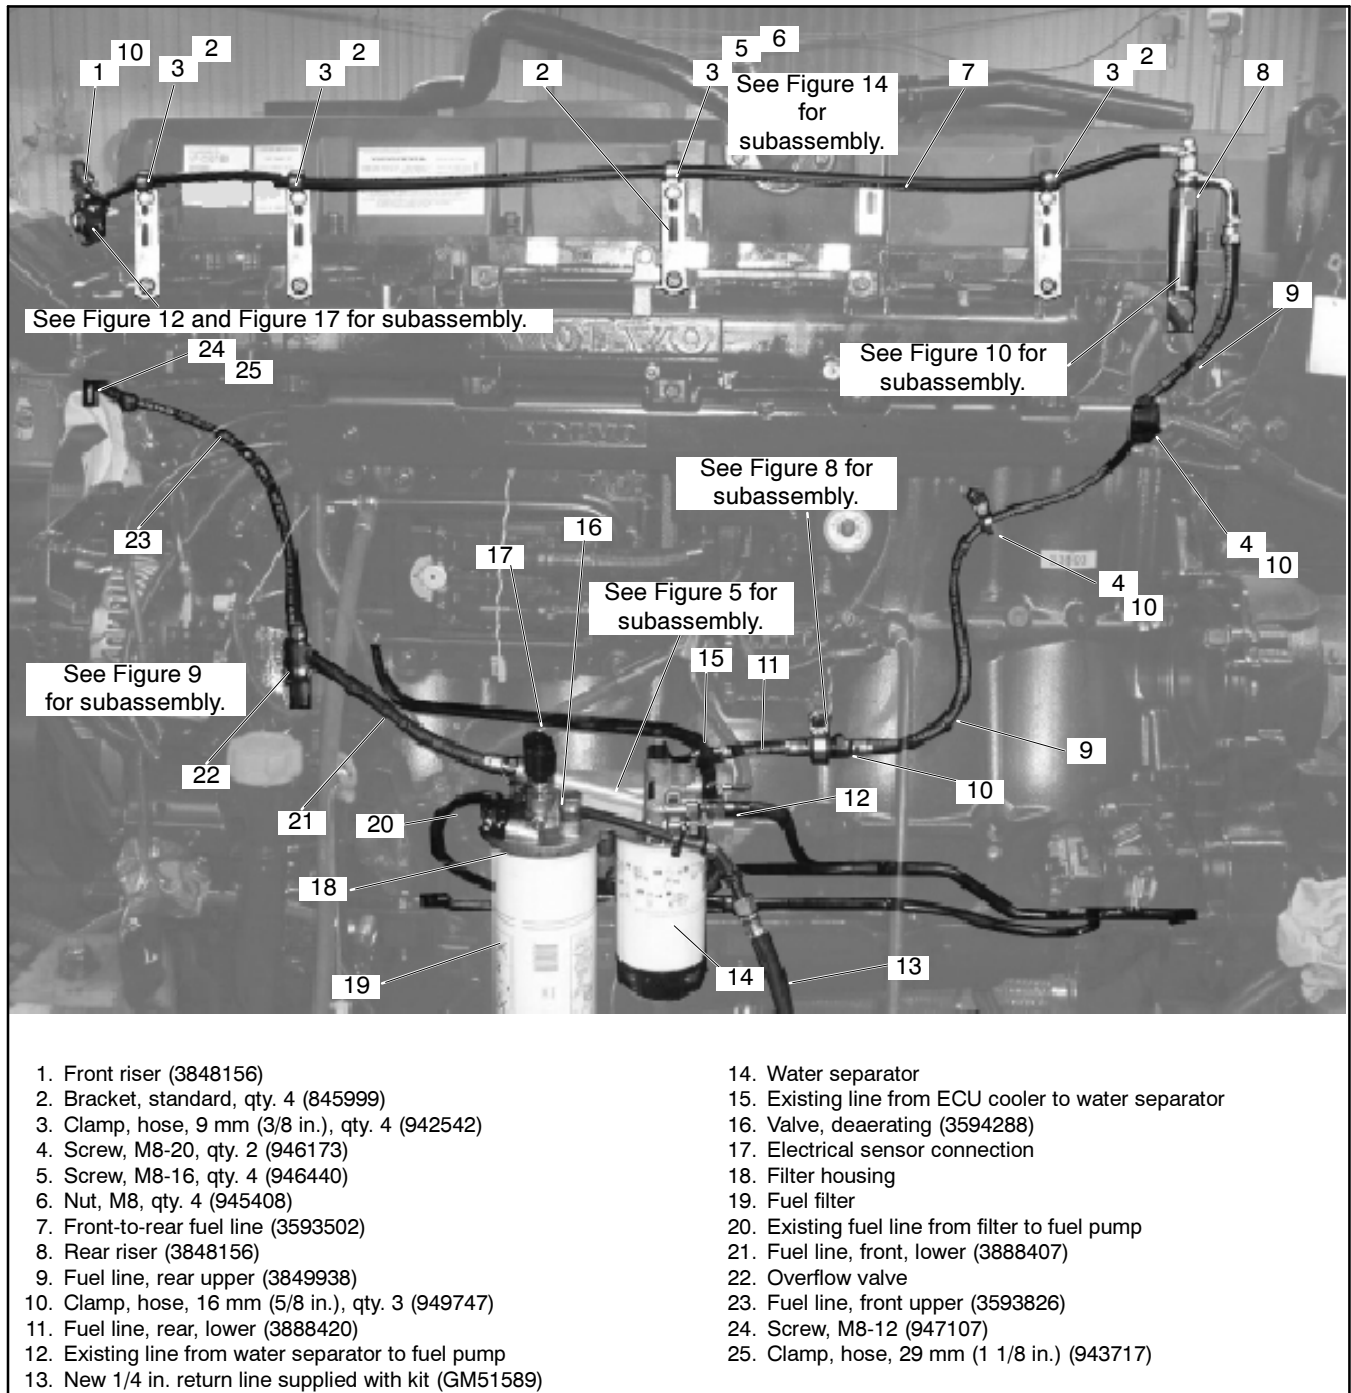 10
2
2
6
5
2
1
3
3
2
3
7
3
8
See Figure 14
for
subassembly.
See Figure 12 and Figure 17 for subassembly.
VOLVO
9
24
25
See Figure 10 for
subassembly.
See Figure 8 for
subassembly.
23
16
17
4
10
4
10
See Figure 5 for
subassembly.
15
11
See Figure 9
for subassembly.
22
9
21
20
12
10
18
19
14
13
1. Front riser (3848156)
2. Bracket, standard, qty. 4 (845999)
3. Clamp, hose, 9 mm (3/8 in.), qty. 4 (942542)
4. Screw, M8-20, qty. 2 (946173)
5. Screw, M8-16, qty. 4 (946440)
6. Nut, M8, qty. 4 (945408)
7. Front-to-rear fuel line (3593502)
8. Rear riser (3848156)
9. Fuel line, rear upper (3849938)
10. Clamp, hose, 16 mm (5/8 in.), qty. 3 (949747)
11. Fuel line, rear, lower (3888420)
12. Existing line from water separator to fuel pump
13. New 1/4 in. return line supplied with kit (GM51589)
14. Water separator
15. Existing line from ECU cooler to water separator
16. Valve, deaerating (3594288)
17. Electrical sensor connection
18. Filter housing
19. Fuel filter
20. Existing fuel line from filter to fuel pump
21. Fuel line, front, lower (3888407)
22. Overflow valve
23. Fuel line, front upper (3593826)
24. Screw, M8-12 (947107)
25. Clamp, hose, 29 mm (1 1/8 in.) (943717)